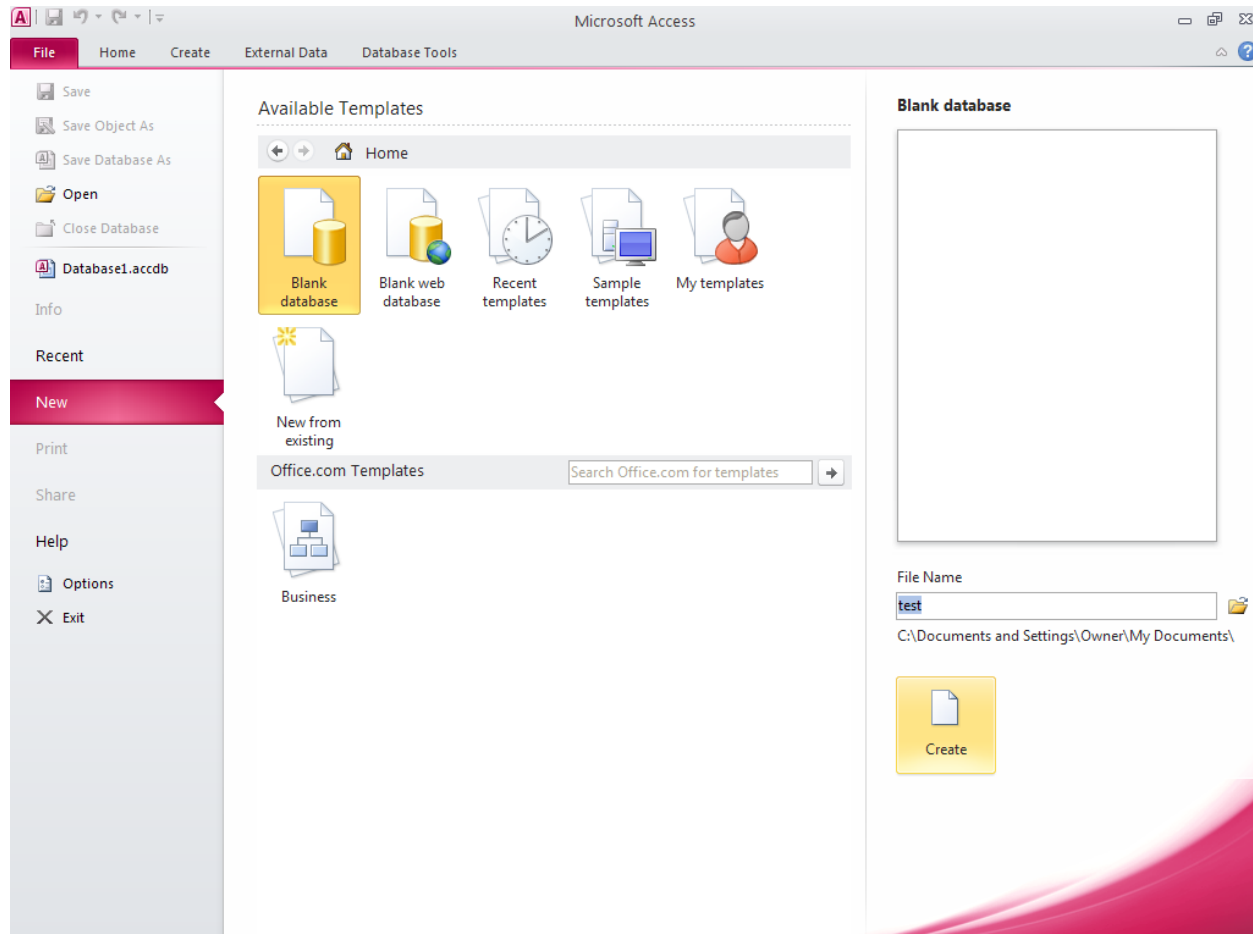 Microsoft Access
File Home Create External Data Database Tools
Save
Save Object As
Save Database As
Open
Close Database
Database1.accdb
Info
Recent
New
Print
Share
Help
Options
Exit
Available Templates
Home
Blank
database
Blank web
database
Recent
templates
Sample
templates
My templates
New from
existing
Office.com Templates
Search Office.com for templates
Business
Blank database
File Name
test
C:\Documents and Settings\Owner\My Documents\
Create